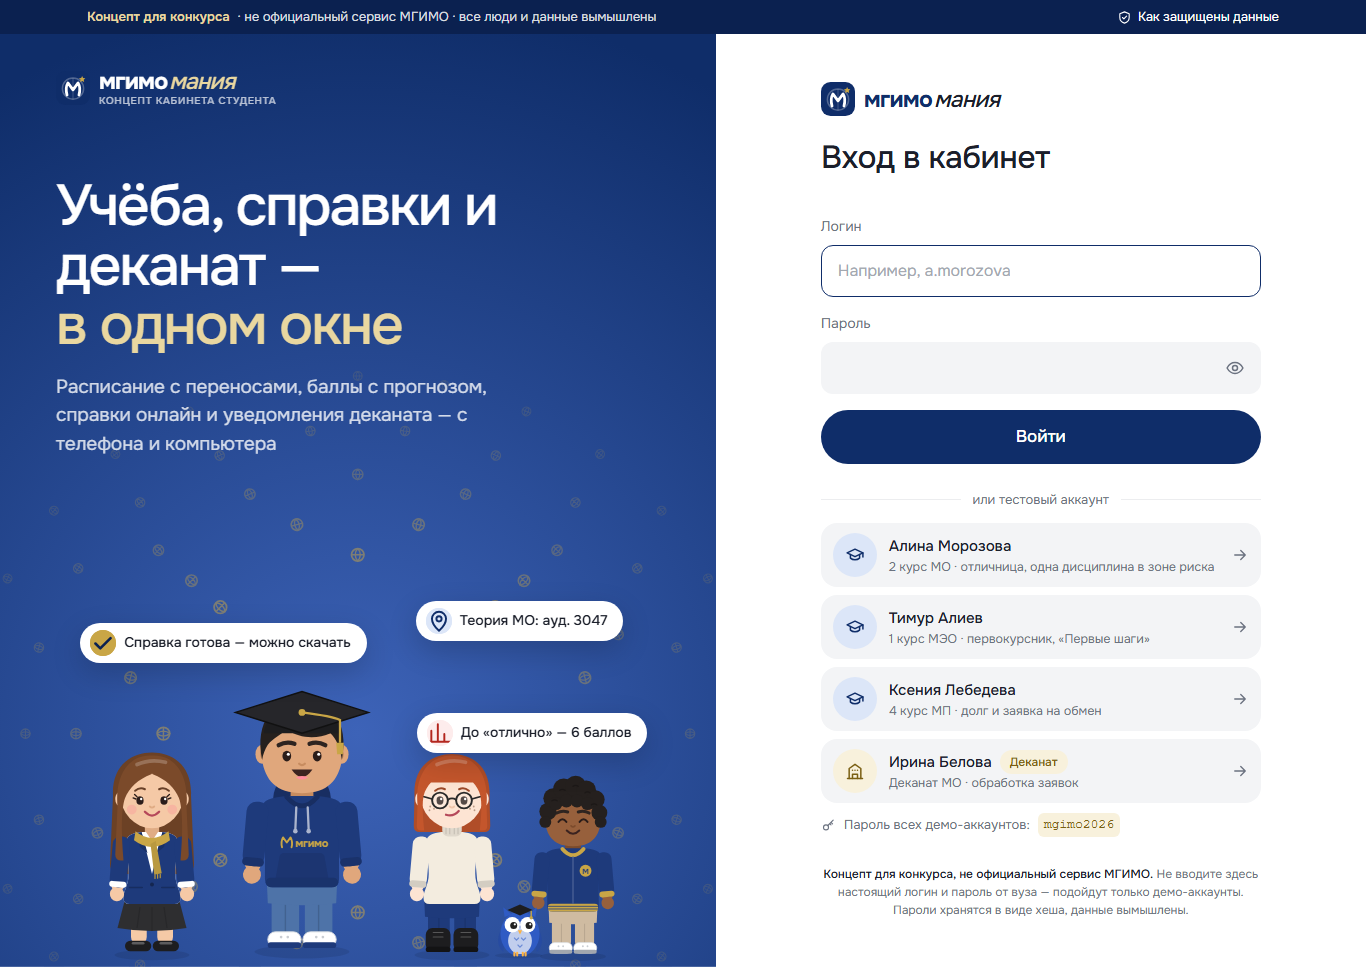 Концепт для конкурса · не официальный сервис МГИМО · все люди и данные вымышлены
Как защищены данные
МГИМО мания
КОНЦЕПТ КАБИНЕТА СТУДЕНТА
Учёба, справки и
деканат —
в одном окне
Расписание с переносами, баллы с прогнозом,
справки онлайн и уведомления деканата — с
телефона и компьютера
Теория МО: ауд. 3047
Справка готова — можно скачать
До «отлично» — 6 баллов
М МГИМО
М
МГИМО мания
Вход в кабинет
Логин
Например, a.morozova
Пароль
Войти
или тестовый аккаунт
Алина Морозова
2 курс МО · отличница, одна дисциплина в зоне риска
Тимур Алиев
1 курс МЭО · первокурсник, «Первые шаги»
Ксения Лебедева
4 курс МП · долг и заявка на обмен
Ирина Белова Деканат
Деканат МО · обработка заявок
Пароль всех демо-аккаунтов: mgimo2026
Концепт для конкурса, не официальный сервис МГИМО. Не вводите здесь
настоящий логин и пароль от вуза — подойдут только демо-аккаунты.
Пароли хранятся в виде хеша, данные вымышлены.